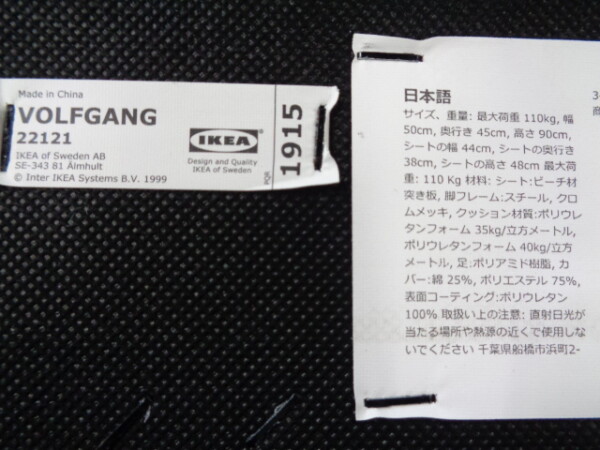 Made in China
VOLFGANG
22121
IKEA of Sweden AB
SE-343 81 Älmhult
© Inter IKEA Systems B.V. 1999
IKEA
Design and Quality
IKEA of Sweden
1915
日本語
サイズ、重量: 最大荷重 110kg, 幅
50cm, 奥行き 45cm, 高さ 90cm,
シートの幅 44cm, シートの奥行き
38cm, シートの高さ 48cm 最大荷
重: 110 Kg 材料: シート:ビーチ材
突き板, 脚フレーム:スチール, クロ
ムメッキ, クッション材質:ポリウレ
タンフォーム 35kg/立方メートル,
ポリウレタンフォーム 40kg/立方
メートル, 足:ポリアミド樹脂, カ
バー:綿 25%, ポリエステル 75%,
表面コーティング:ポリウレタン
100% 取扱い上の注意: 直射日光が
当たる場所や熱源の近くで使用しな
いでください 千葉県船橋市浜町2-